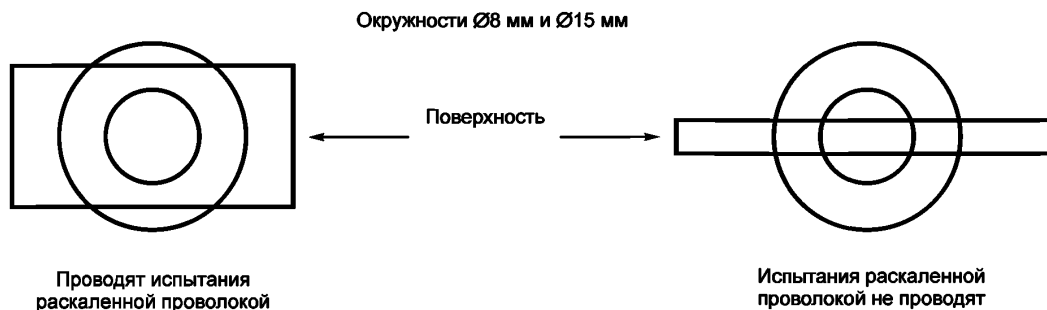 Окружности Ø8 мм и Ø15 мм
Поверхность
Проводят испытания
раскаленной проволокой
Испытания раскаленной
проволокой не проводят